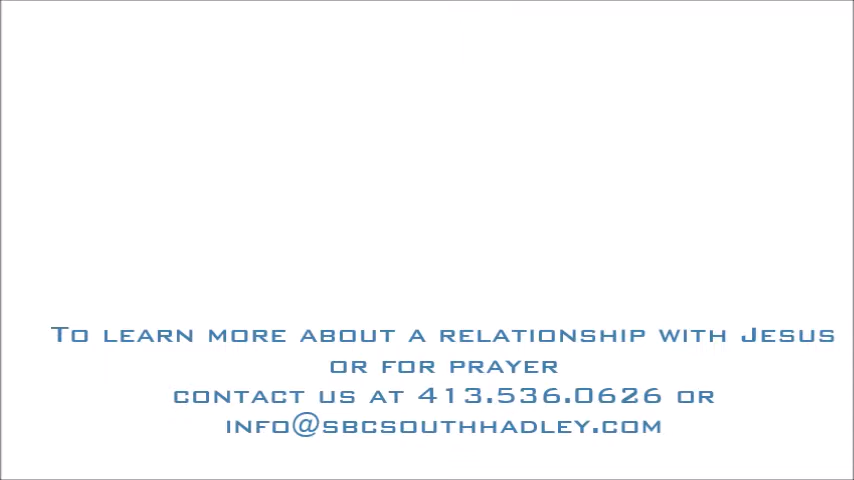 To learn more about a relationship with Jesus
or for prayer
contact us at 413.536.0626 or
info@sbcsouthhadley.com